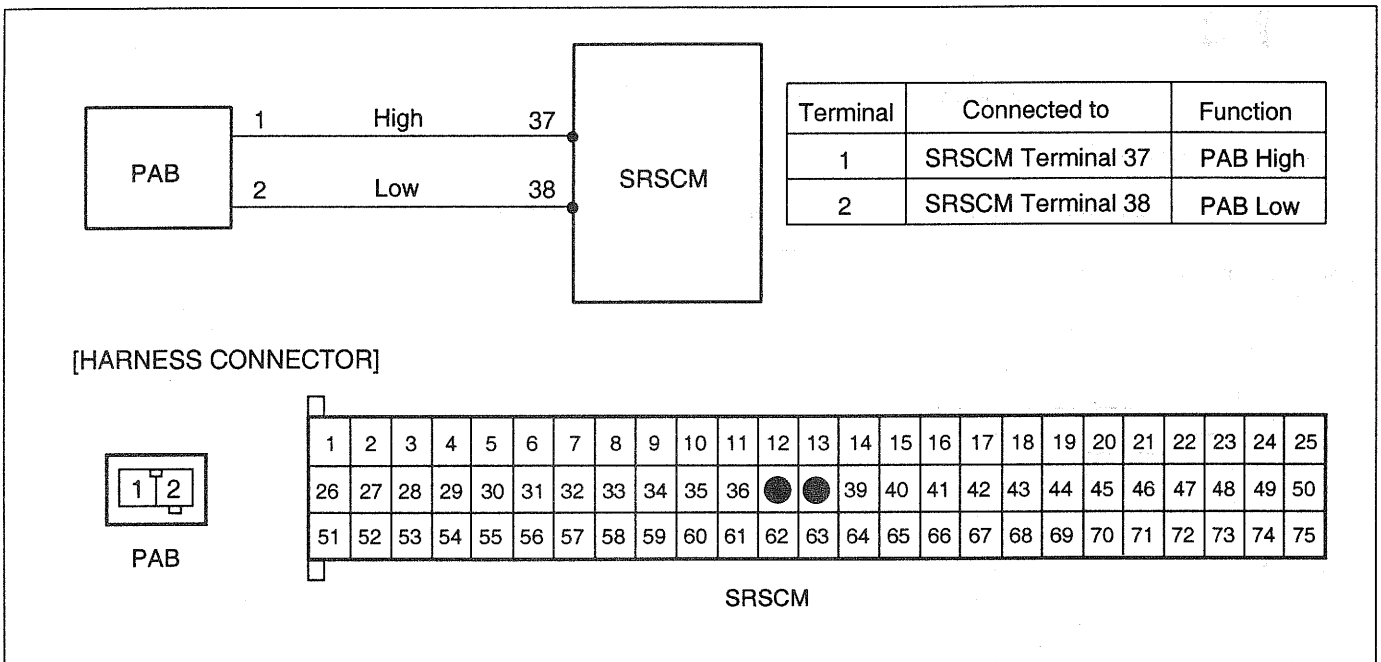 1 High 37
PAB
2 Low 38
SRSCM
Terminal Connected to Function
1 SRSCM Terminal 37 PAB High
2 SRSCM Terminal 38 PAB Low
[HARNESS CONNECTOR]
1 2
PAB
1 2 3 4 5 6 7 8 9 10 11 12 13 14 15 16 17 18 19 20 21 22 23 24 25
26 27 28 29 30 31 32 33 34 35 36 39 40 41 42 43 44 45 46 47 48 49 50
51 52 53 54 55 56 57 58 59 60 61 62 63 64 65 66 67 68 69 70 71 72 73 74 75
SRSCM